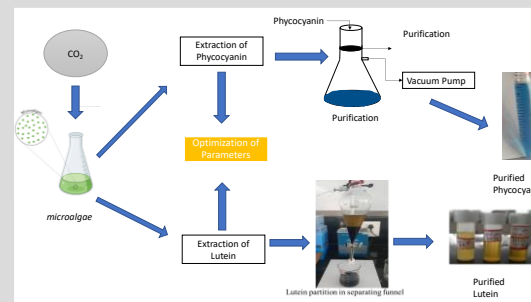 Phycocyanin
CO2
Extraction of
Phycocyanin
Purification
Vacuum Pump
Purification
Optimization of
Parameters
Purified
Phycocya
microalgae
Extraction of
Lutein
Lutein partition in separating funnel
Purified
Lutein